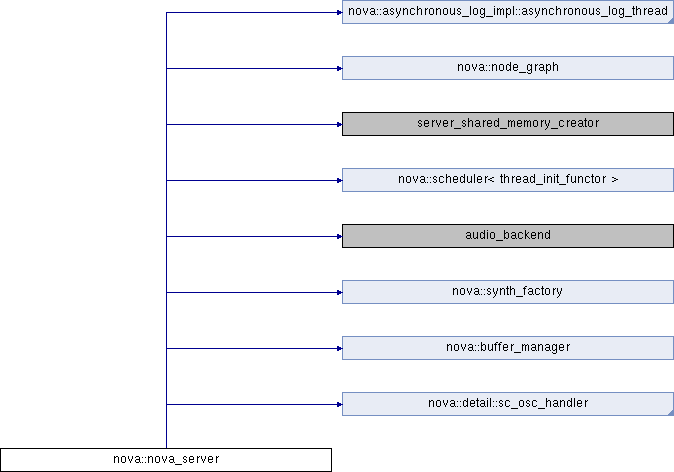 nova::asynchronous_log_impl::asynchronous_log_thread
nova::node_graph
server_shared_memory_creator
nova::scheduler< thread_init_functor >
audio_backend
nova::synth_factory
nova::buffer_manager
nova::detail::sc_osc_handler
nova::nova_server